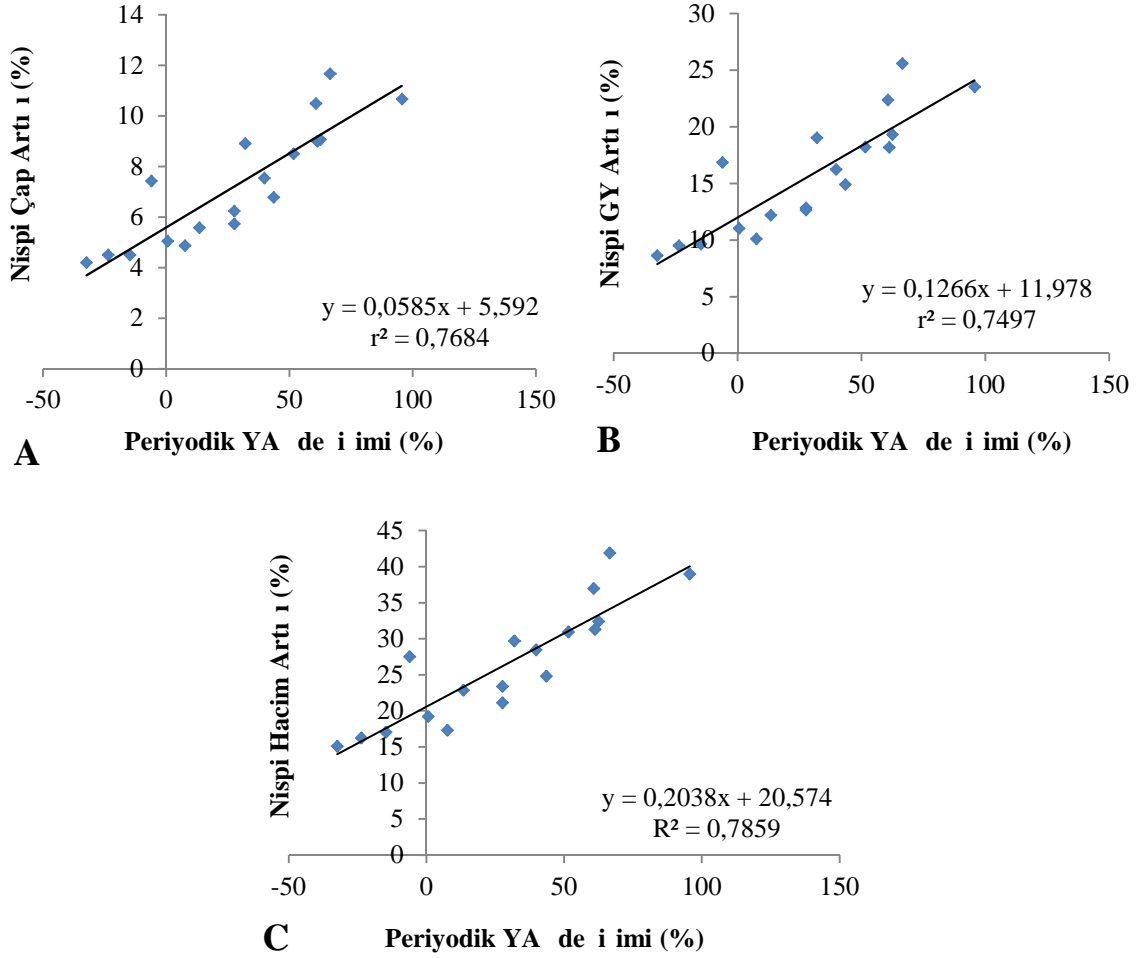 Nispi Çap Artı ı (%)
14
12
10
8
6
4
2
0
-50 0 50 100 150
y = 0,0585x + 5,592
r² = 0,7684
Periyodik YA de i imi (%)
A
Nispi GY Artı ı (%)
30
25
20
15
10
5
0
-50 0 50 100 150
y = 0,1266x + 11,978
r² = 0,7497
Periyodik YA de i imi (%)
B
Nispi Hacim Artı ı (%)
45
40
35
30
25
20
15
10
5
0
-50 0 50 100 150
y = 0,2038x + 20,574
R² = 0,7859
Periyodik YA de i imi (%)
C